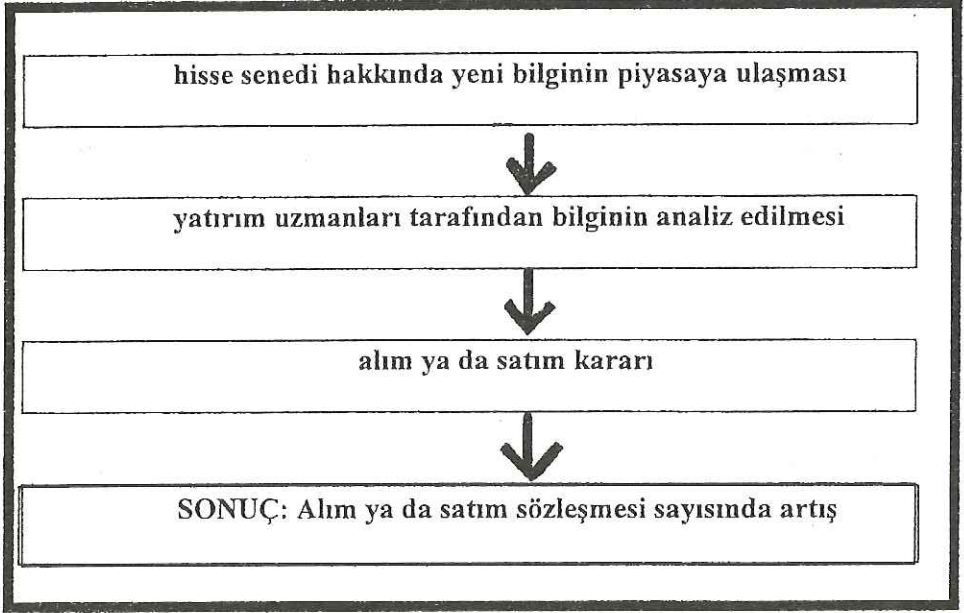 hisse senedi hakkında yeni bilginin piyasaya ulaşması
yatırım uzmanları tarafından bilginin analiz edilmesi
alım ya da satım kararı
SONUÇ: Alım ya da satım sözleşmesi sayısında artış